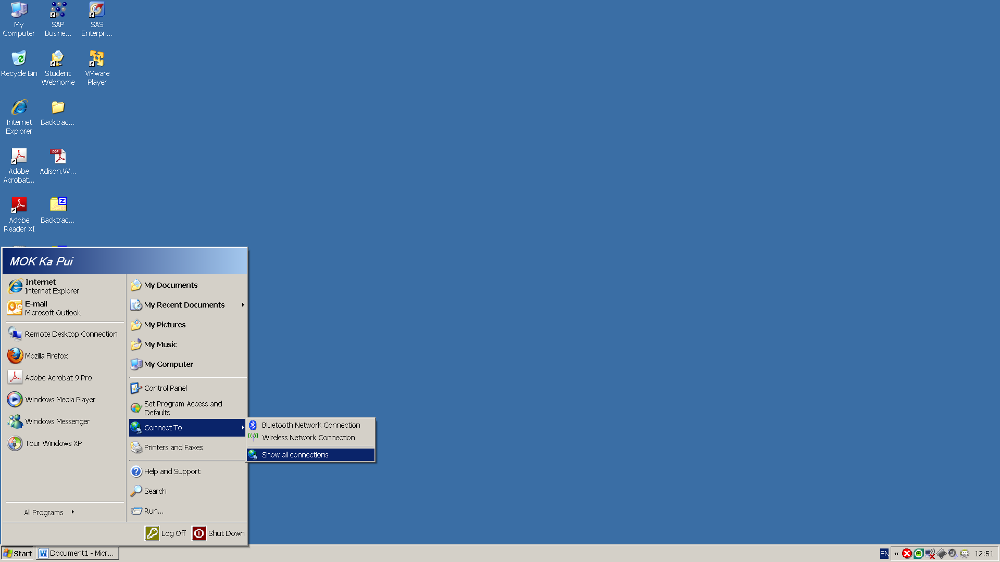 My
Computer
SAP
Busine...
SAS
Enterpri...
Recycle Bin
Student
Webhome
VMware
Player
Internet
Explorer
Backtrac...
Adobe
Acrobat...
PDF
Adison.W...
Adobe
Reader XI
Z
Backtrac...
MOK Ka Pui
Internet
Internet Explorer
E-mail
Microsoft Outlook
Remote Desktop Connection
Mozilla Firefox
Adobe Acrobat 9 Pro
Windows Media Player
Windows Messenger
Tour Windows XP
All Programs
My Documents
My Recent Documents
My Pictures
My Music
My Computer
Control Panel
Set Program Access and
Defaults
Connect To
Printers and Faxes
Help and Support
Search
Run...
Bluetooth Network Connection
Wireless Network Connection
Show all connections
Log Off
Shut Down
Start
Document1 - Micr...
EN
«
12:51